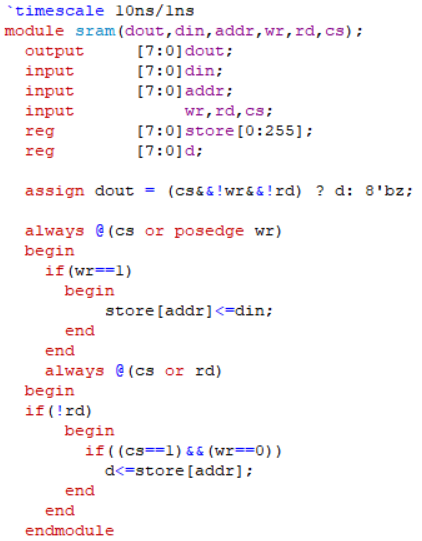 `timescale 10ns/1ns
module sram(dout,din,addr,wr,rd,cs);
output [7:0]dout;
input [7:0]din;
input [7:0]addr;
input wr,rd,cs;
reg [7:0]store[0:255];
reg [7:0]d;
assign dout = (cs&&!wr&&!rd) ? d: 8'bz;
always @(cs or posedge wr)
begin
if(wr==1)
begin
store[addr]<=din;
end
end
always @(cs or rd)
begin
if(!rd)
begin
if((cs==1)&&(wr==0))
d<=store[addr];
end
end
endmodule